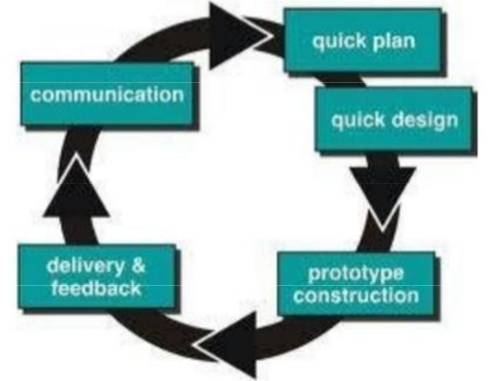 communication
quick plan
quick design
prototype
construction
delivery &
feedback